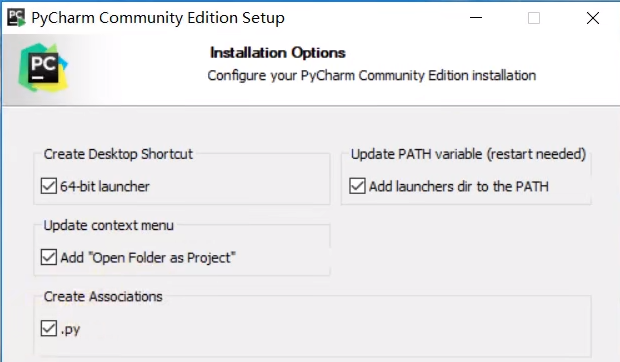 PyCharm Community Edition Setup
PC
Installation Options
Configure your PyCharm Community Edition installation
Create Desktop Shortcut
64-bit launcher
Update PATH variable (restart needed)
Add launchers dir to the PATH
Update context menu
Add "Open Folder as Project"
Create Associations
.py